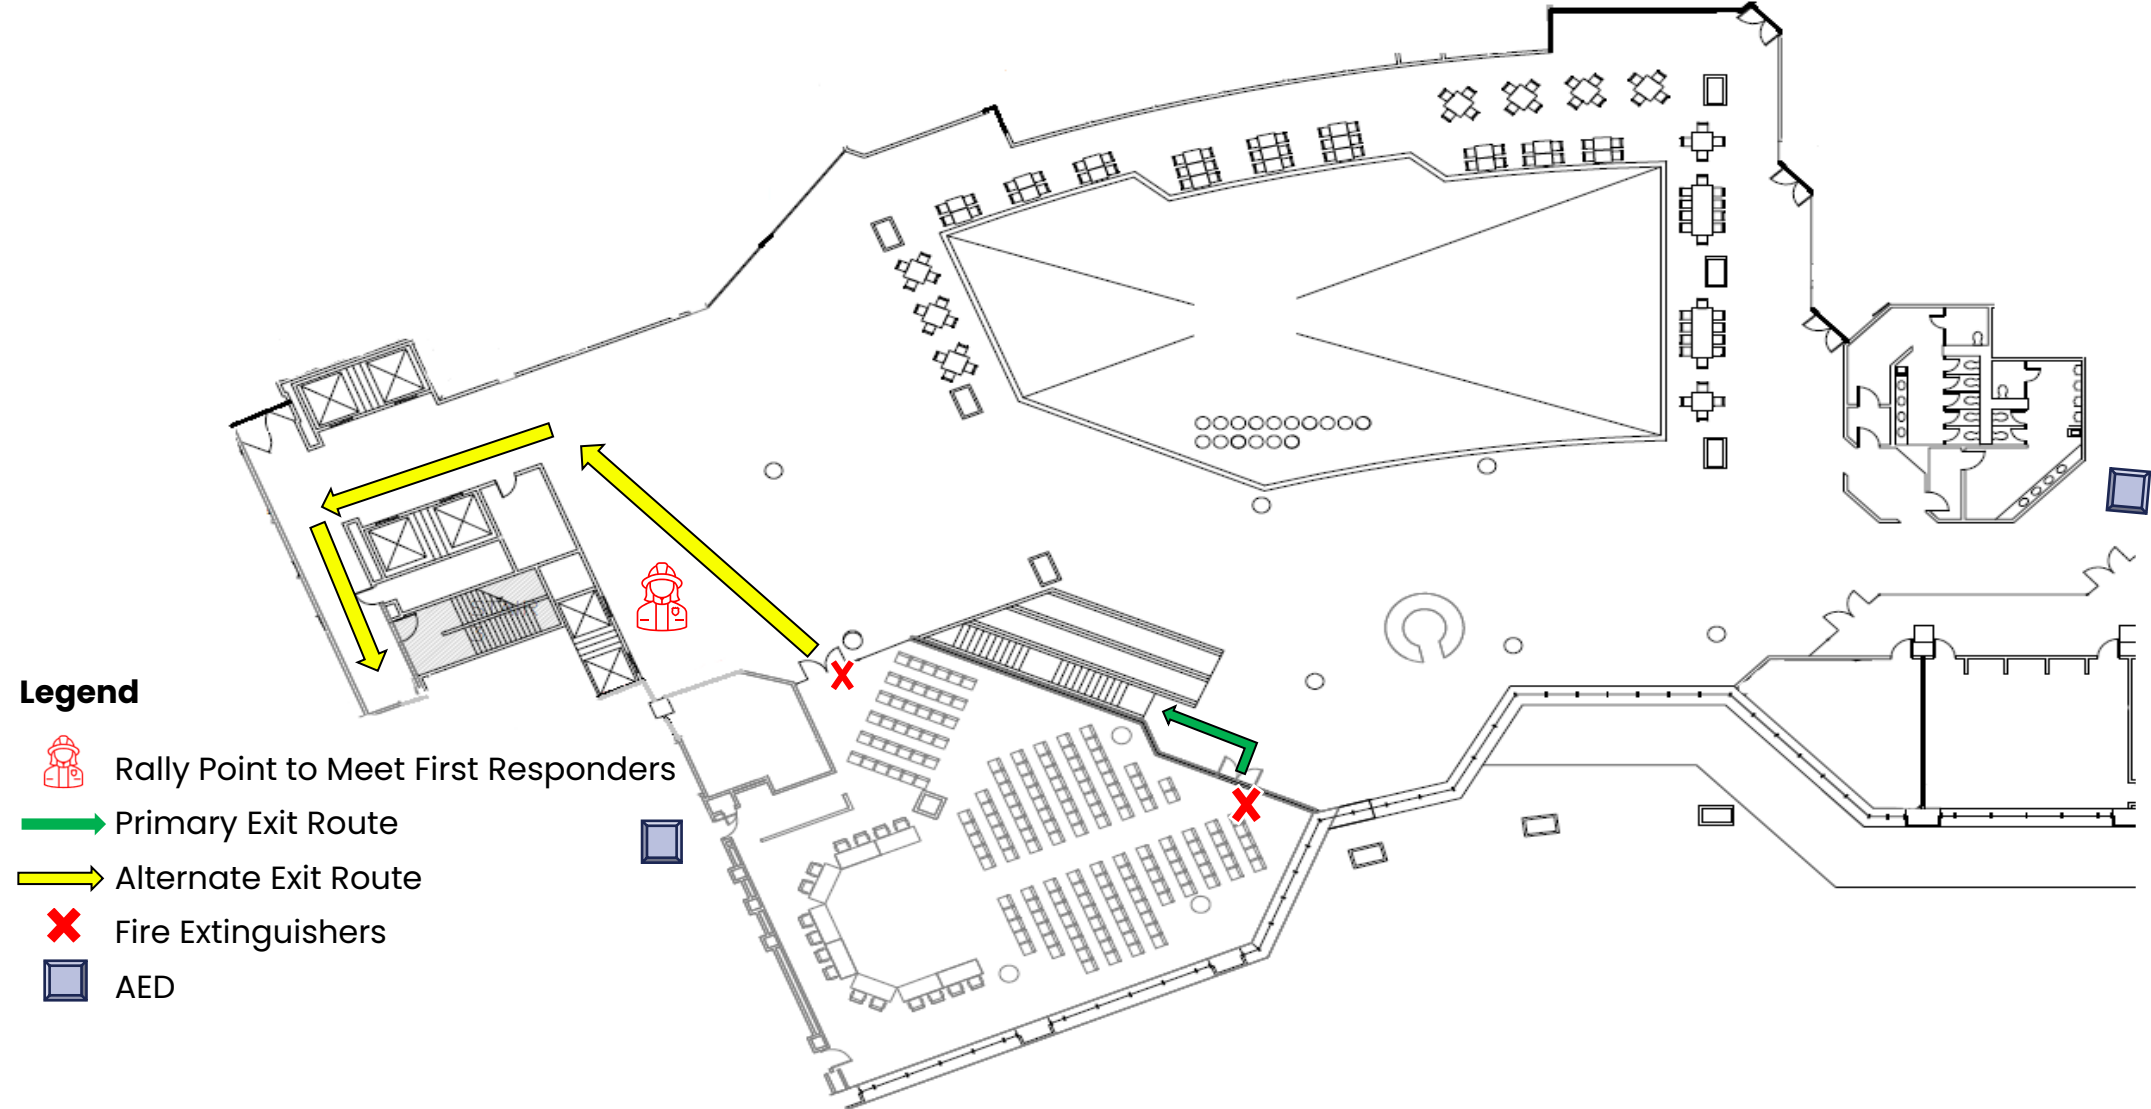 Legend
Rally Point to Meet First Responders
Primary Exit Route
Alternate Exit Route
Fire Extinguishers
AED